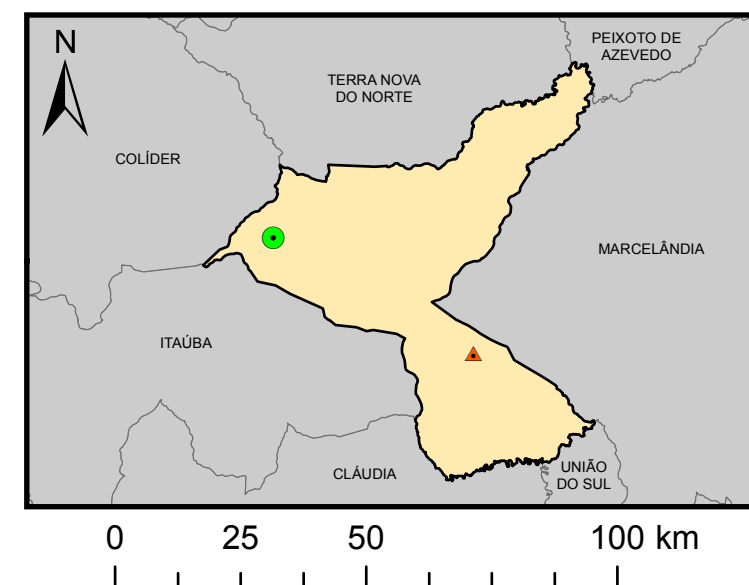 N
PEIXOTO DE
AZEVEDO
TERRA NOVA
DO NORTE
COLÍDER
MARCELÂNDIA
ITAÚBA
CLÁUDIA
UNIÃO
DO SUL
0 25 50 100 km